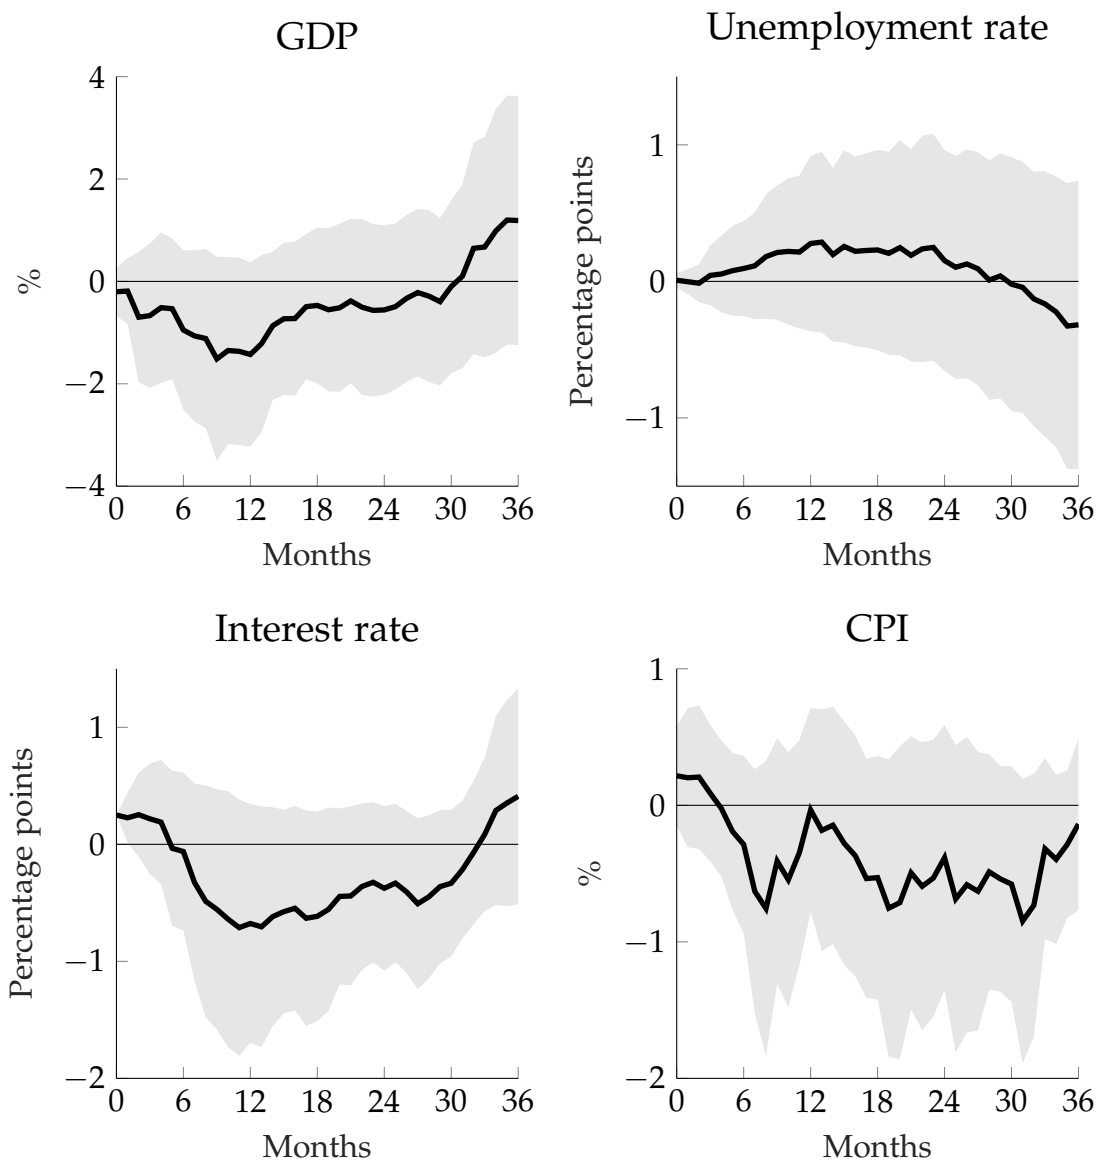 GDP
%
4
2
0
−2
−4
0 6 12 18 24 30 36
Months
Unemployment rate
Percentage points
1
0
−1
0 6 12 18 24 30 36
Months
Interest rate
Percentage points
1
0
−1
−2
0 6 12 18 24 30 36
Months
CPI
%
1
0
−1
−2
0 6 12 18 24 30 36
Months